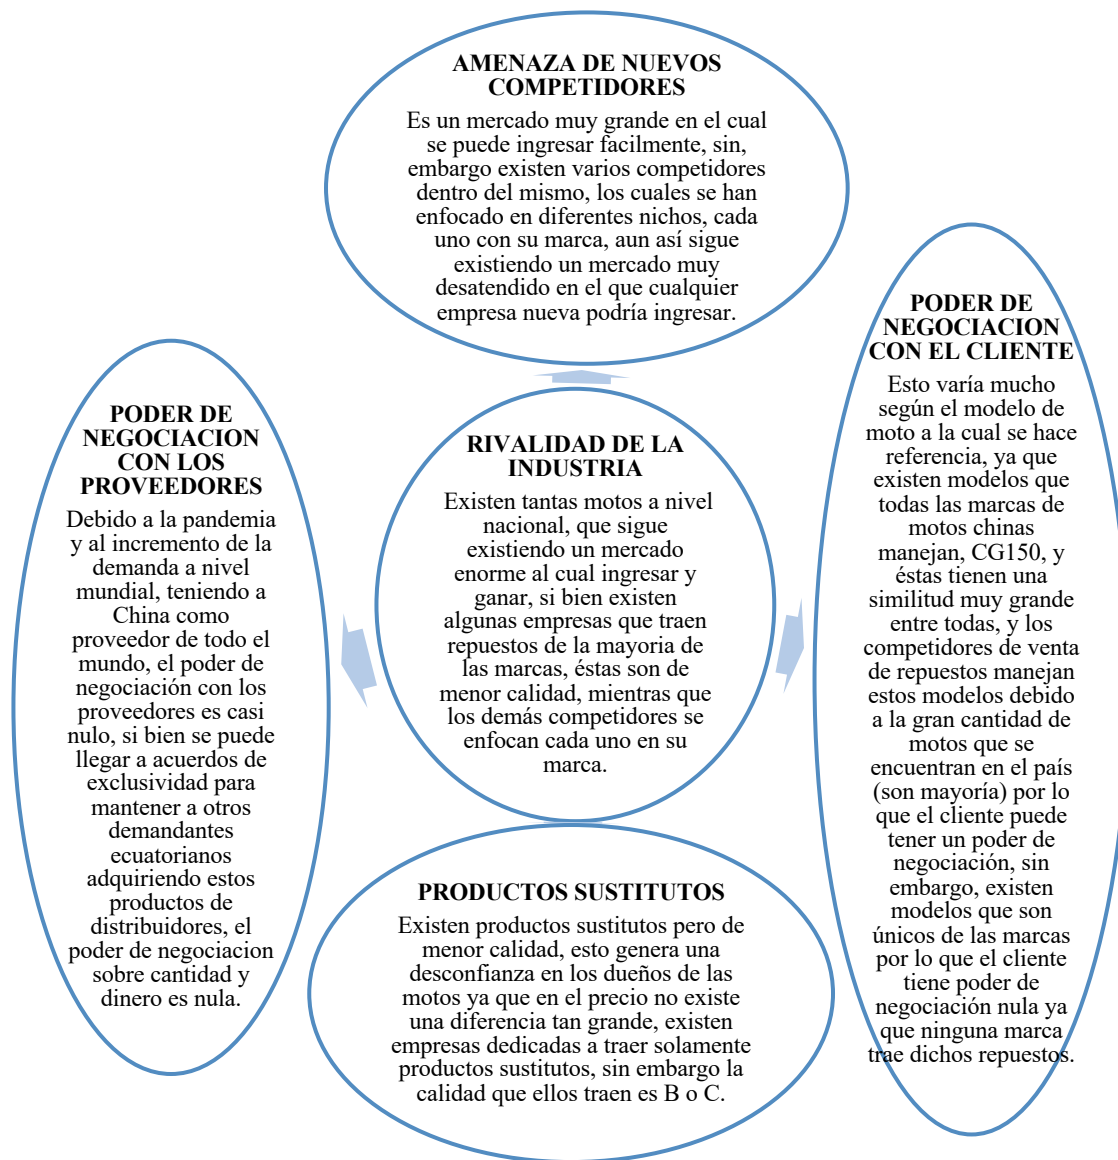 AMENAZA DE NUEVOS
COMPETIDORES
Es un mercado muy grande en el cual
se puede ingresar facilmente, sin,
embargo existen varios competidores
dentro del mismo, los cuales se han
enfocado en diferentes nichos, cada
uno con su marca, aun así sigue
existiendo un mercado muy
desatendido en el que cualquier
empresa nueva podría ingresar.
PODER DE
NEGOCIACION
CON LOS
PROVEEDORES
Debido a la pandemia
y al incremento de la
demanda a nivel
mundial, teniendo a
China como
proveedor de todo el
mundo, el poder de
negociación con los
proveedores es casi
nulo, si bien se puede
llegar a acuerdos de
exclusividad para
mantener a otros
demandantes
ecuatorianos
adquiriendo estos
productos de
distribuidores, el
poder de negociacion
sobre cantidad y
dinero es nula.
RIVALIDAD DE LA
INDUSTRIA
Existen tantas motos a nivel
nacional, que sigue
existiendo un mercado
enorme al cual ingresar y
ganar, si bien existen
algunas empresas que traen
repuestos de la mayoria de
las marcas, éstas son de
menor calidad, mientras que
los demás competidores se
enfocan cada uno en su
marca.
PODER DE
NEGOCIACION
CON EL CLIENTE
Esto varía mucho
según el modelo de
moto a la cual se hace
referencia, ya que
existen modelos que
todas las marcas de
motos chinas
manejan, CG150, y
éstas tienen una
similitud muy grande
entre todas, y los
competidores de venta
de repuestos manejan
estos modelos debido
a la gran cantidad de
motos que se
encuentran en el país
(son mayoría) por lo
que el cliente puede
tener un poder de
negociación, sin
embargo, existen
modelos que son
únicos de las marcas
por lo que el cliente
tiene poder de
negociación nula ya
que ninguna marca
trae dichos repuestos.
PRODUCTOS SUSTITUTOS
Existen productos sustitutos pero de
menor calidad, esto genera una
desconfianza en los dueños de las
motos ya que en el precio no existe
una diferencia tan grande, existen
empresas dedicadas a traer solamente
productos sustitutos, sin embargo la
calidad que ellos traen es B o C.